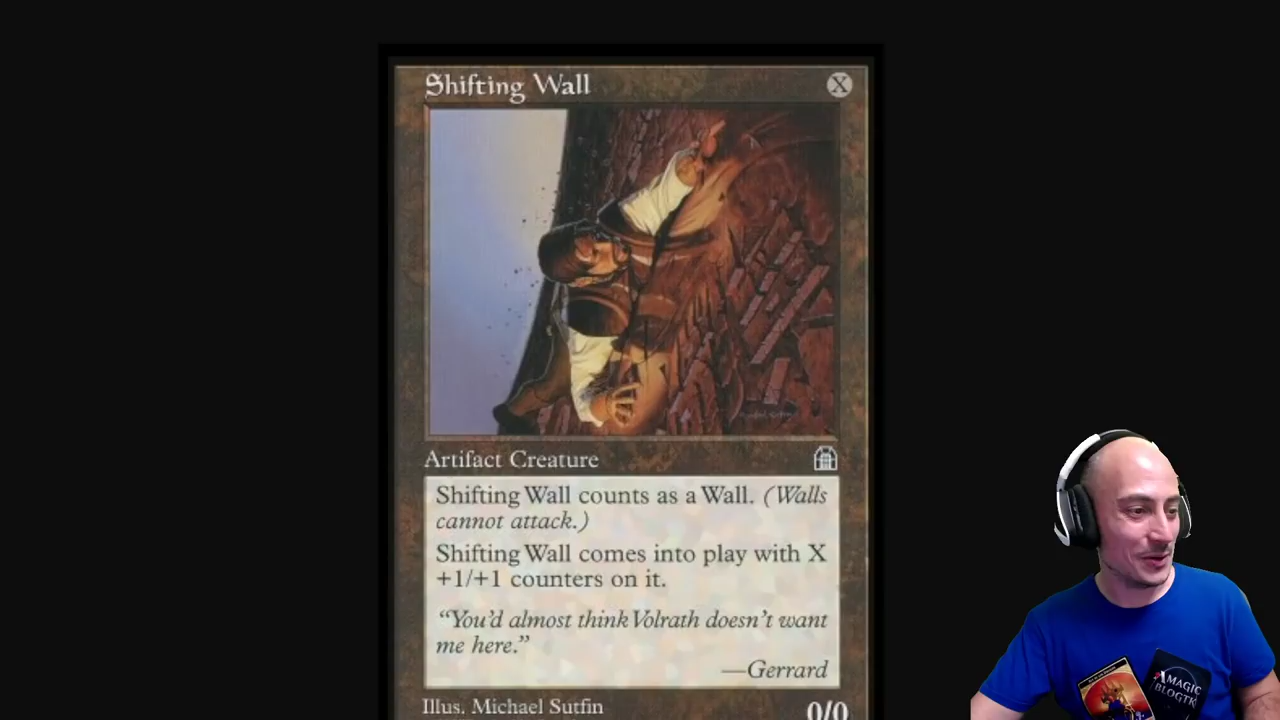 Shifting Wall
X
Artifact Creature
Shifting Wall counts as a Wall. (Walls
cannot attack.)
Shifting Wall comes into play with X
+1/+1 counters on it.
“You’d almost think Volrath doesn’t want
me here.”
—Gerrard
Illus. Michael Sutfin
0/0
MAGIC
BLOGTK